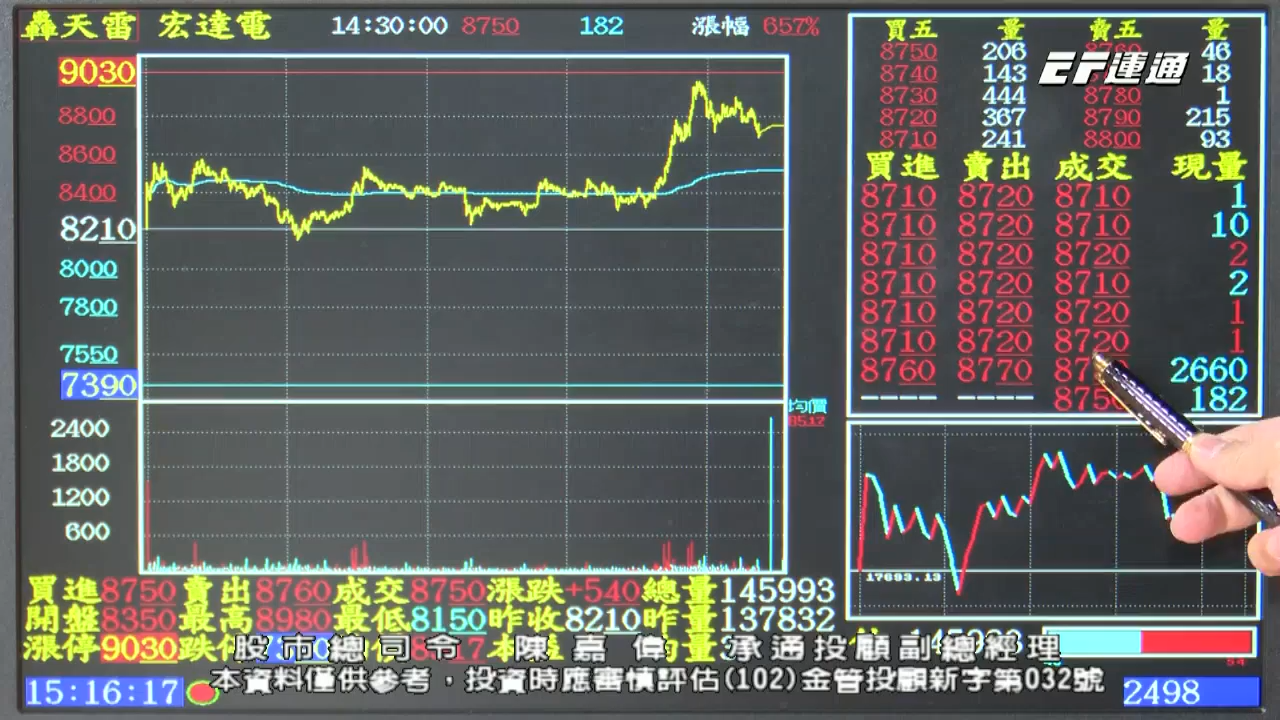 轟天雷 宏達電 14:30:00 8750 182 漲幅 657%
9030
8800
8600
8400
8210
8000
7800
7550
7390
均價
8517
2400
1800
1200
600
買五 量 賣五 量
8750 206 8760 46
8740 143 18
8730 444 8780 1
8720 367 8790 215
8710 241 8800 93
EF運通
買進 賣出 成交 現量
8710 8720 8710 1
8710 8720 8710 10
8710 8720 8720 2
8710 8720 8710 2
8710 8720 8720 1
8710 8720 8720 1
8760 8770 2660
---- ---- 8750 182
17693.13
買進8750 賣出8760 成交8750 漲跌+540 總量145993
開盤8350 最高8980 最低8150 昨收8210 昨量137832
漲停9030
股市總司令 陳嘉偉 承通投顧副總經理
本資料僅供參考，投資時應審慎評估(102)金管投顧新字第032號
54
15:16:17
2498